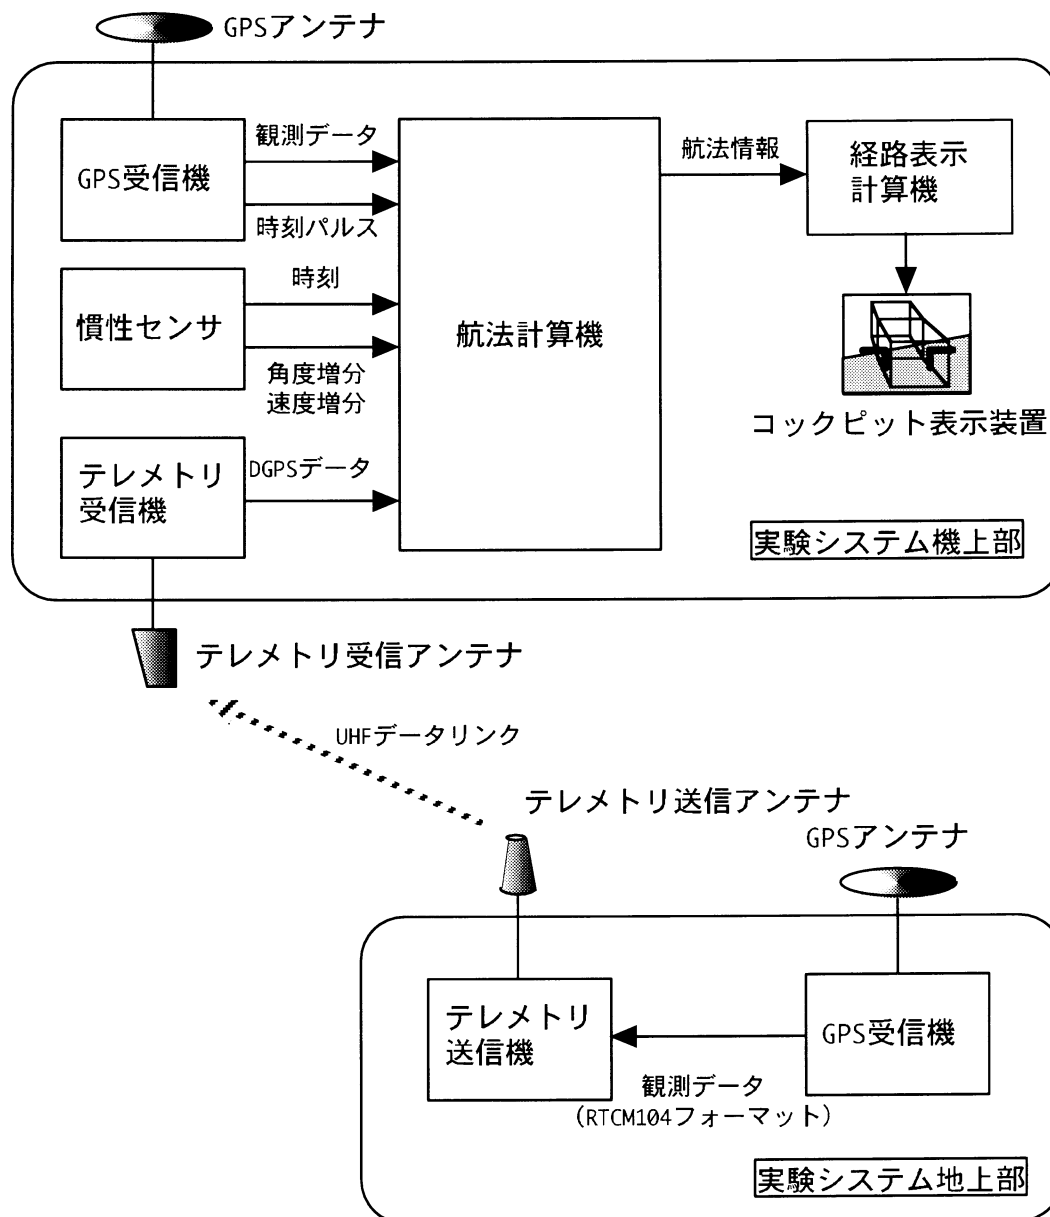 GPSアンテナ
GPS受信機
観測データ
時刻パルス
慣性センサ
時刻
角度増分
速度増分
テレメトリ
受信機
DGPSデータ
航法計算機
航法情報
経路表示
計算機
コックピット表示装置
実験システム機上部
テレメトリ受信アンテナ
UHFデータリンク
テレメトリ送信アンテナ
GPSアンテナ
テレメトリ
送信機
GPS受信機
観測データ
(RTCM104フォーマット)
実験システム地上部